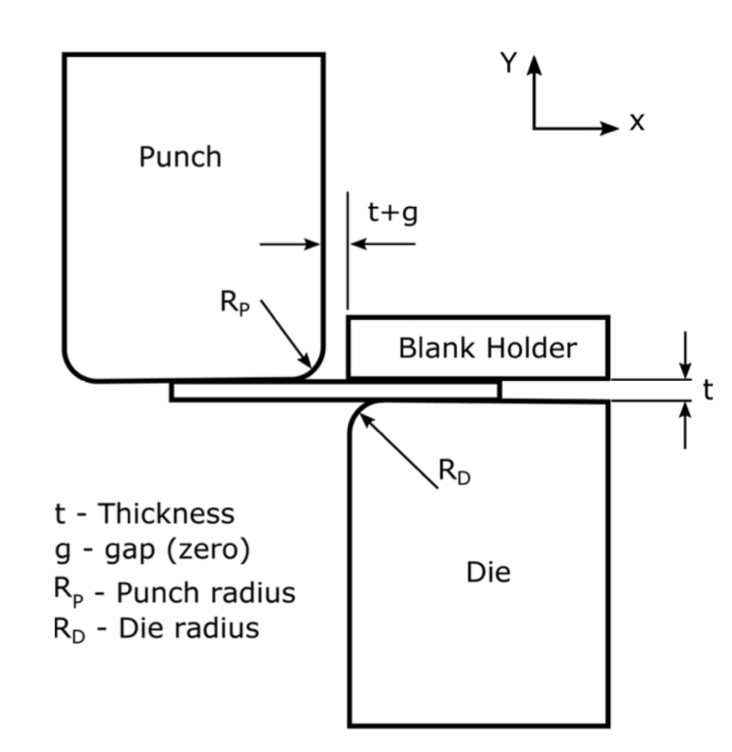 Y
X
Punch
t+g
R_P
Blank Holder
t
R_D
t - Thickness
g - gap (zero)
R_P - Punch radius
R_D - Die radius
Die